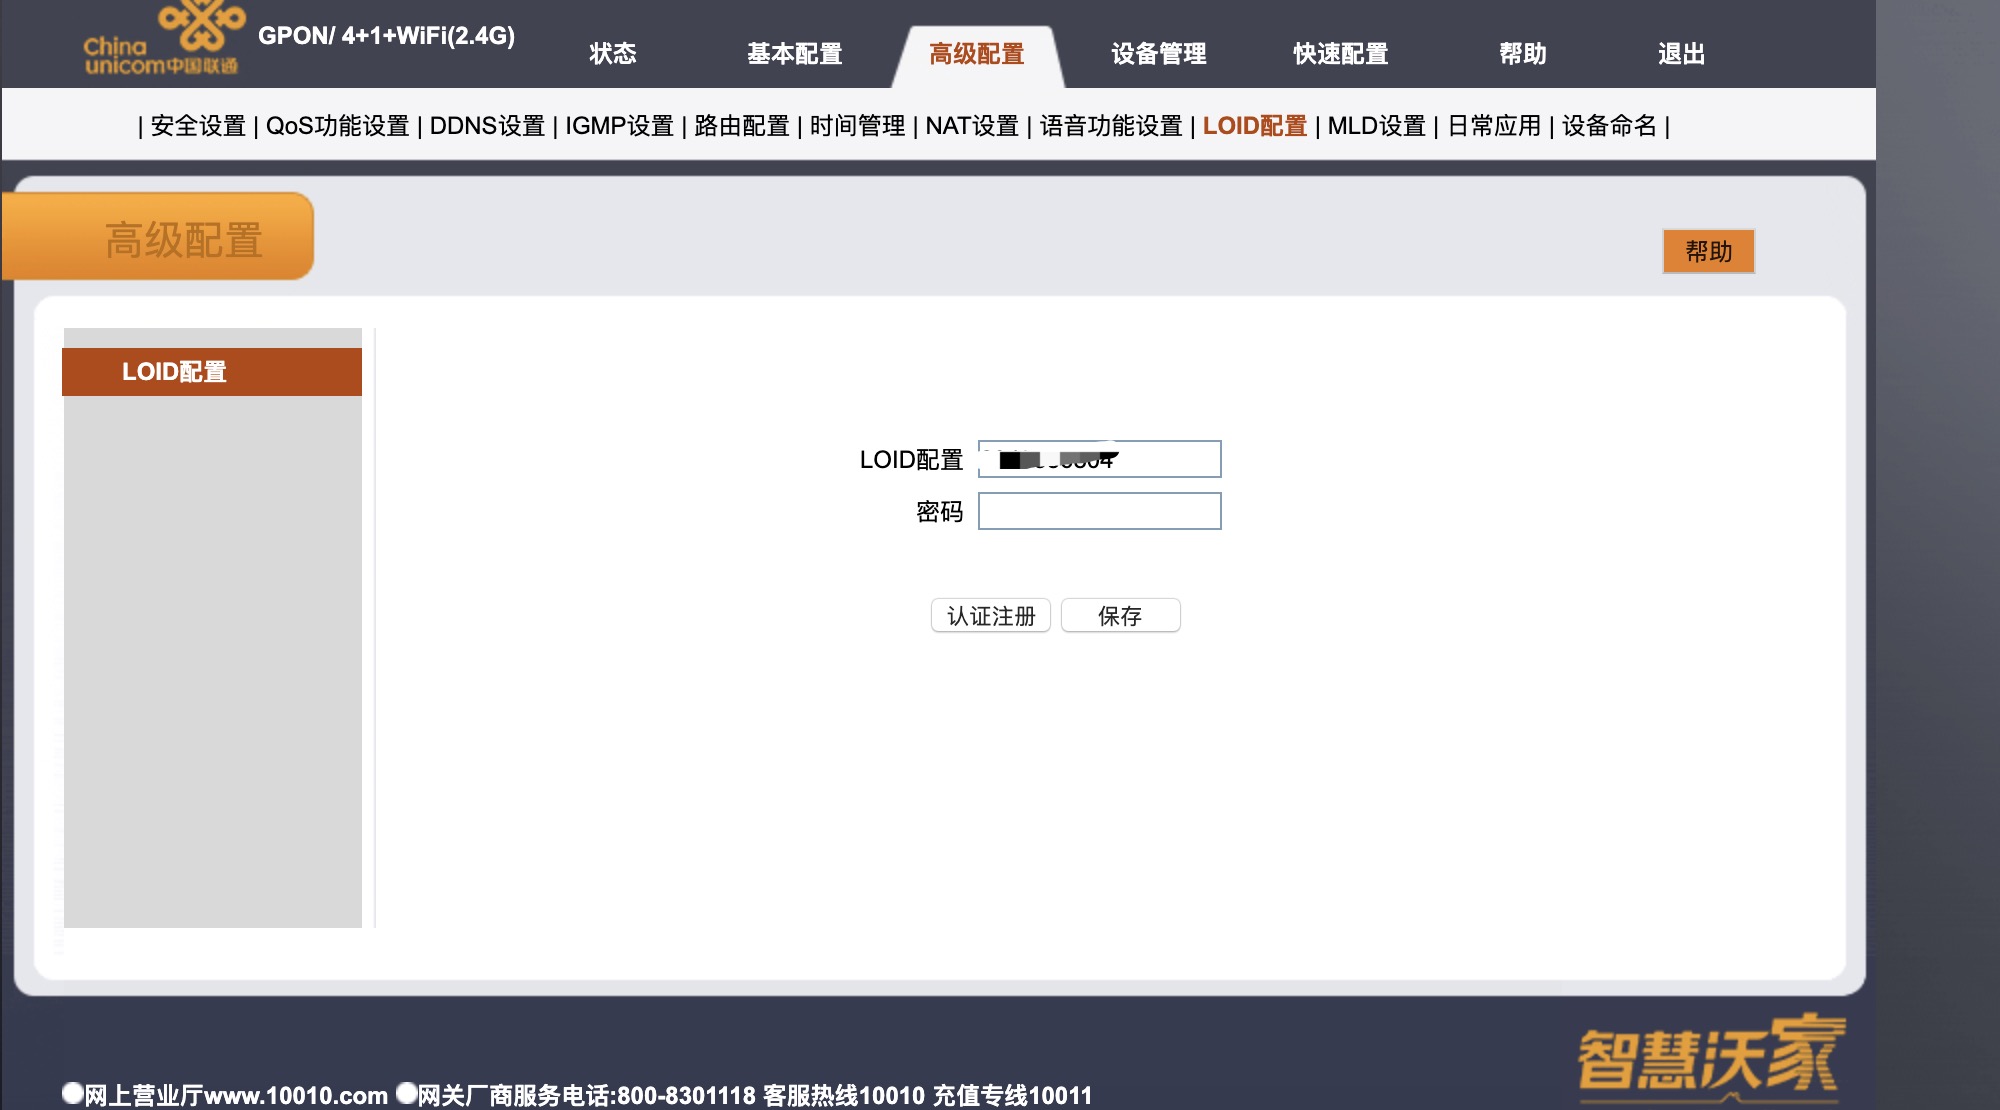 China
unicom中国联通
GPON/ 4+1+WiFi(2.4G)
状态 基本配置 高级配置 设备管理 快速配置 帮助 退出
| 安全设置 | QoS功能设置 | DDNS设置 | IGMP设置 | 路由配置 | 时间管理 | NAT设置 | 语音功能设置 | LOID配置 | MLD设置 | 日常应用 | 设备命名 |
高级配置
帮助
LOID配置
LOID配置
密码
认证注册 保存
智慧沃家
网上营业厅www.10010.com 网关厂商服务电话:800-8301118 客服热线10010 充值专线10011